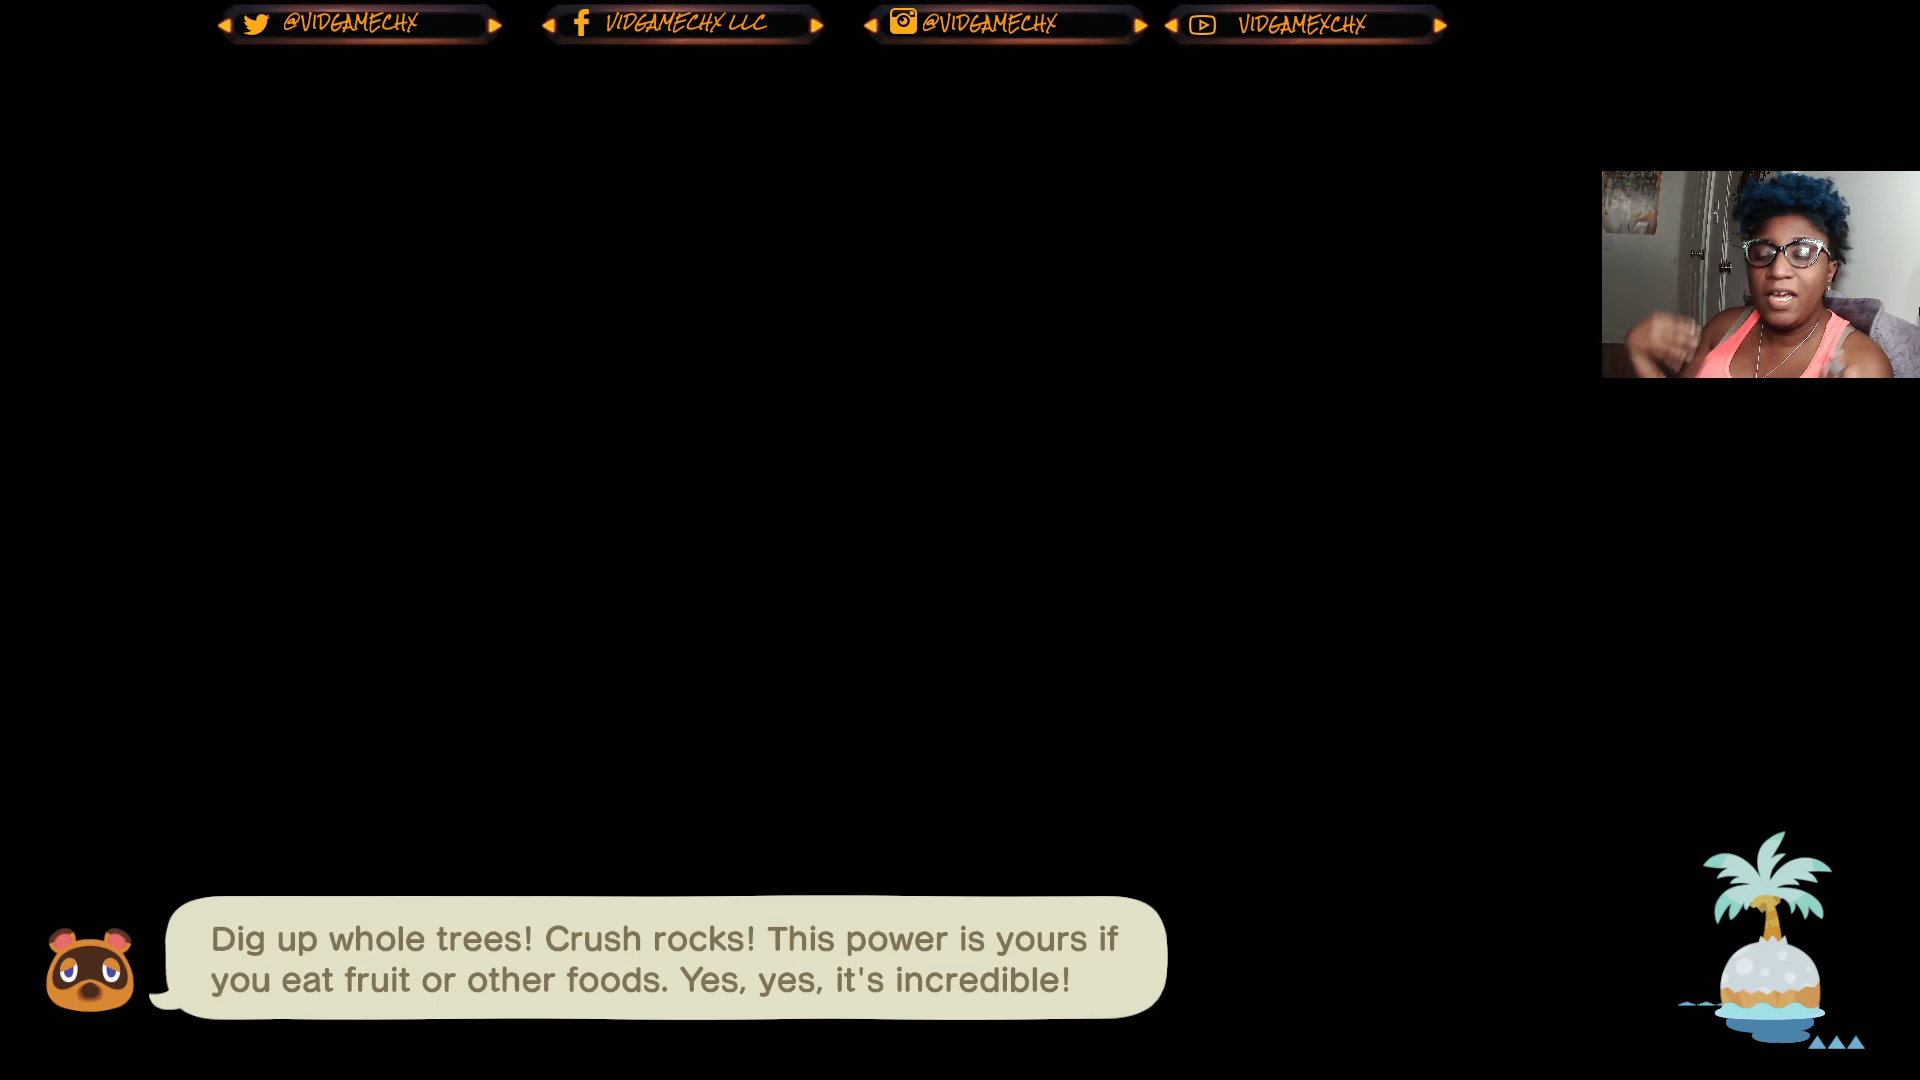 @VIDGAMECHX
VIDGAMECHX LLC
@VIDGAMECHX
VIDGAMEXCHX
Dig up whole trees! Crush rocks! This power is yours if
you eat fruit or other foods. Yes, yes, it's incredible!